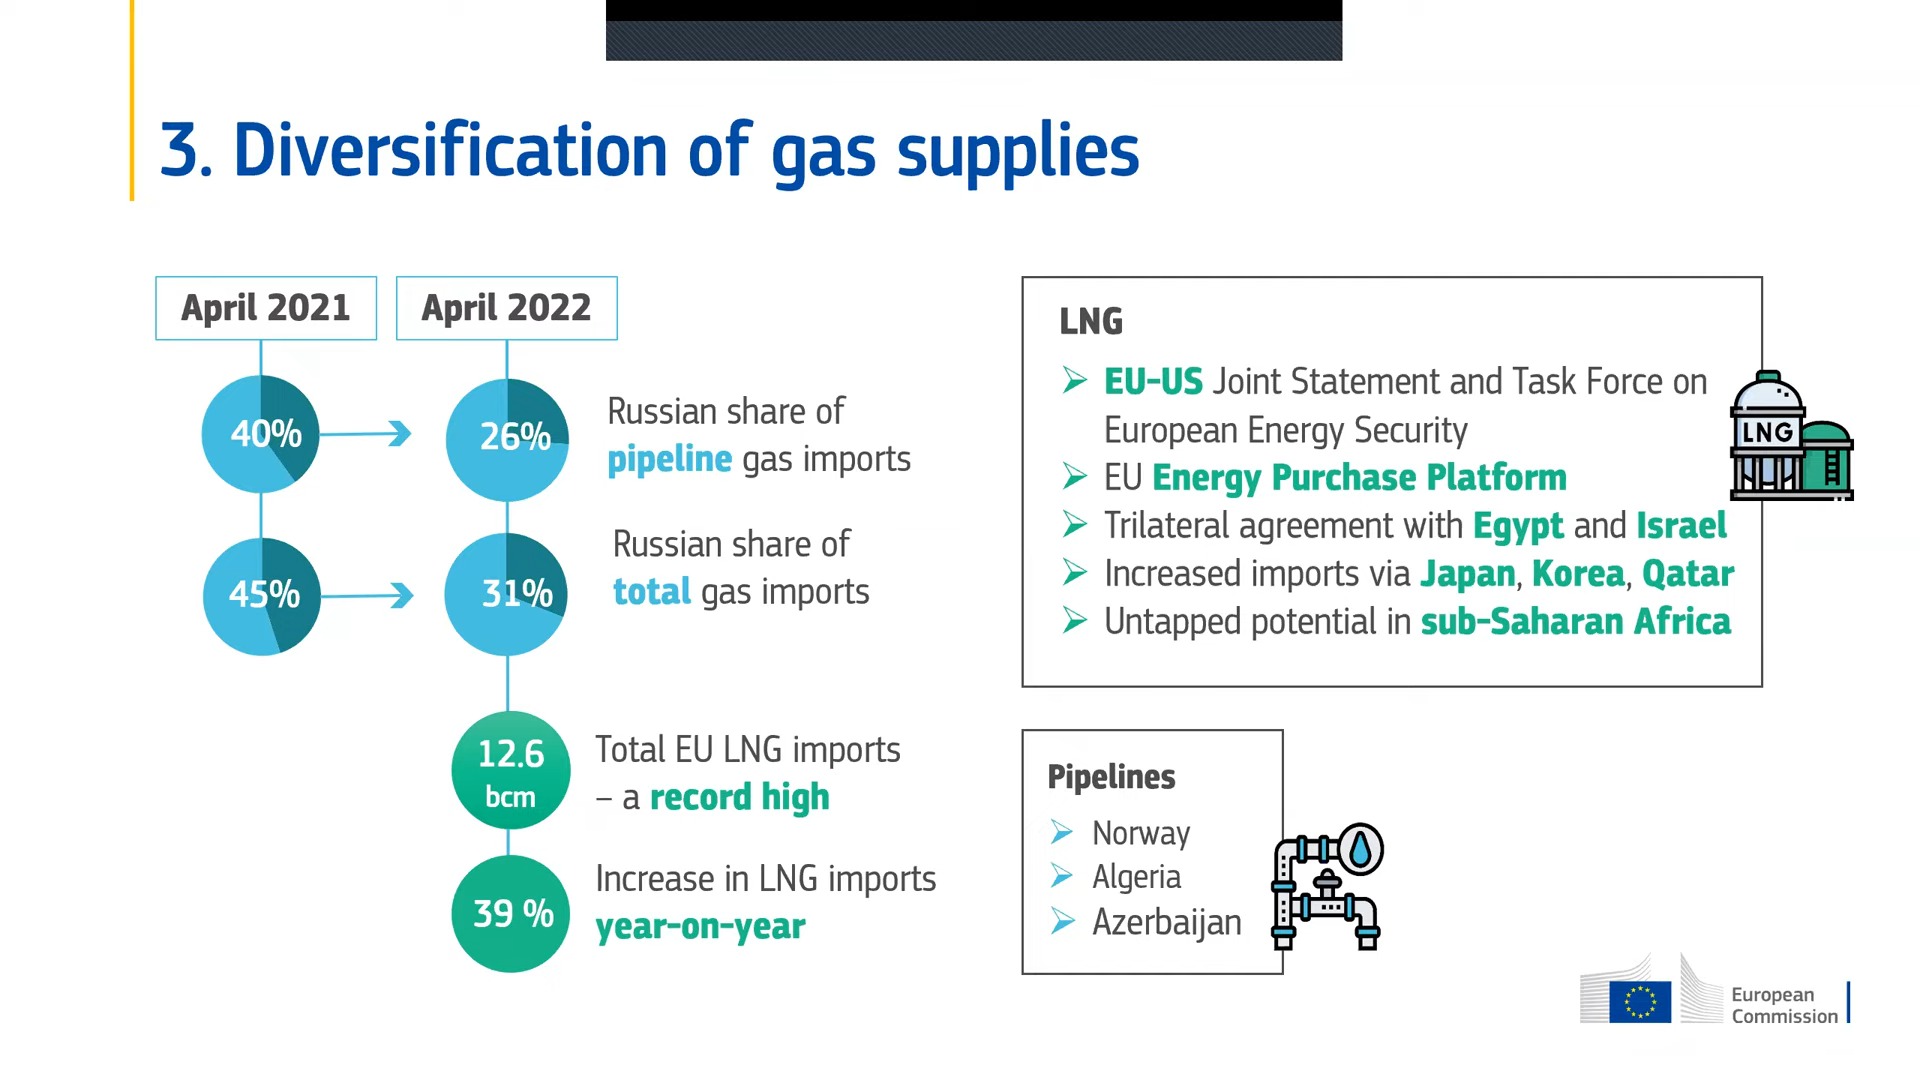 3. Diversification of gas supplies
April 2021
April 2022
40%
26%
Russian share of
pipeline gas imports
45%
31%
Russian share of
total gas imports
12.6
bcm
Total EU LNG imports
– a record high
39 %
Increase in LNG imports
year-on-year
LNG
EU-US Joint Statement and Task Force on
European Energy Security
EU Energy Purchase Platform
Trilateral agreement with Egypt and Israel
Increased imports via Japan, Korea, Qatar
Untapped potential in sub-Saharan Africa
LNG
Pipelines
Norway
Algeria
Azerbaijan
European
Commission